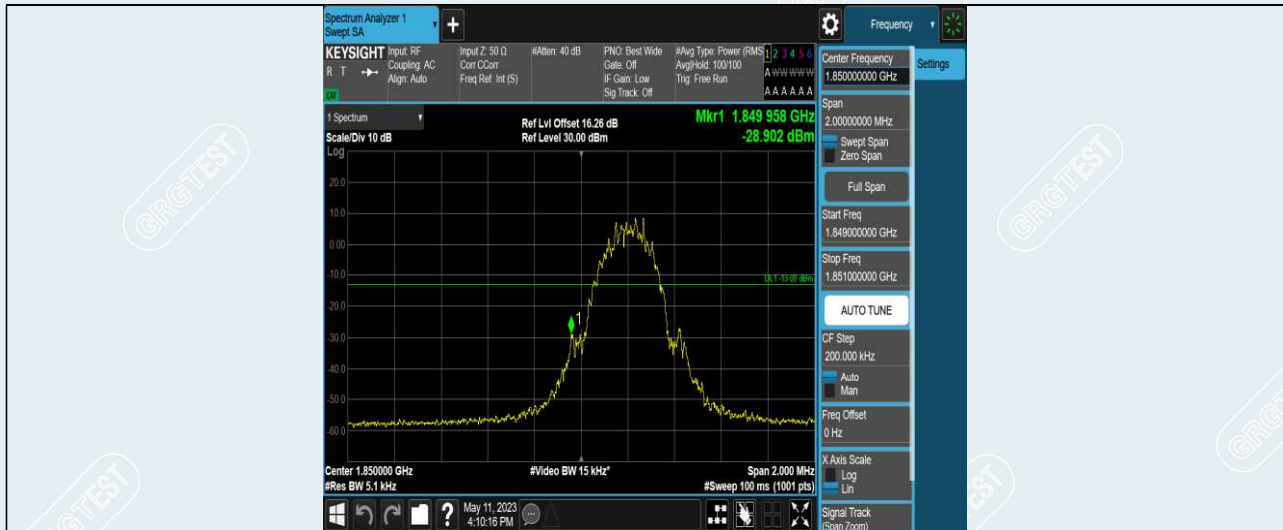 Spectrum Analyzer 1
Swept SA
+
Frequency
KEYSIGHT
R T
Input: RF
Coupling: AC
Align: Auto
Input Z: 50 Ω
Corr CCorr
Freq Ref: Int (S)
#Atten: 40 dB
PNO: Best Wide
Gate: Off
IF Gain: Low
Sig Track: Off
#Avg Type: Power (RMS
Avg|Hold: 100/100
Trig: Free Run
1 2 3 4 5 6
A W W W W W
A A A A A A
1 Spectrum
Scale/Div 10 dB
Log
Ref Lvl Offset 16.26 dB
Ref Level 30.00 dBm
Mkr1 1.849 958 GHz
-28.902 dBm
20.0
10.0
0.00
-10.0
-20.0
-30.0
-40.0
-50.0
-60.0
DL1 -13.00 dBm
1
Center 1.850000 GHz
#Res BW 5.1 kHz
#Video BW 15 kHz*
Span 2.000 MHz
#Sweep 100 ms (1001 pts)
?
May 11, 2023
4:10:16 PM
Center Frequency
1.850000000 GHz
Settings
Span
2.00000000 MHz
Swept Span
Zero Span
Full Span
Start Freq
1.849000000 GHz
Stop Freq
1.851000000 GHz
AUTO TUNE
CF Step
200.000 kHz
Auto
Man
Freq Offset
0 Hz
X Axis Scale
Log
Lin
Signal Track
(Span Zoom)
GRGTEST
GRGTEST
GRGTEST